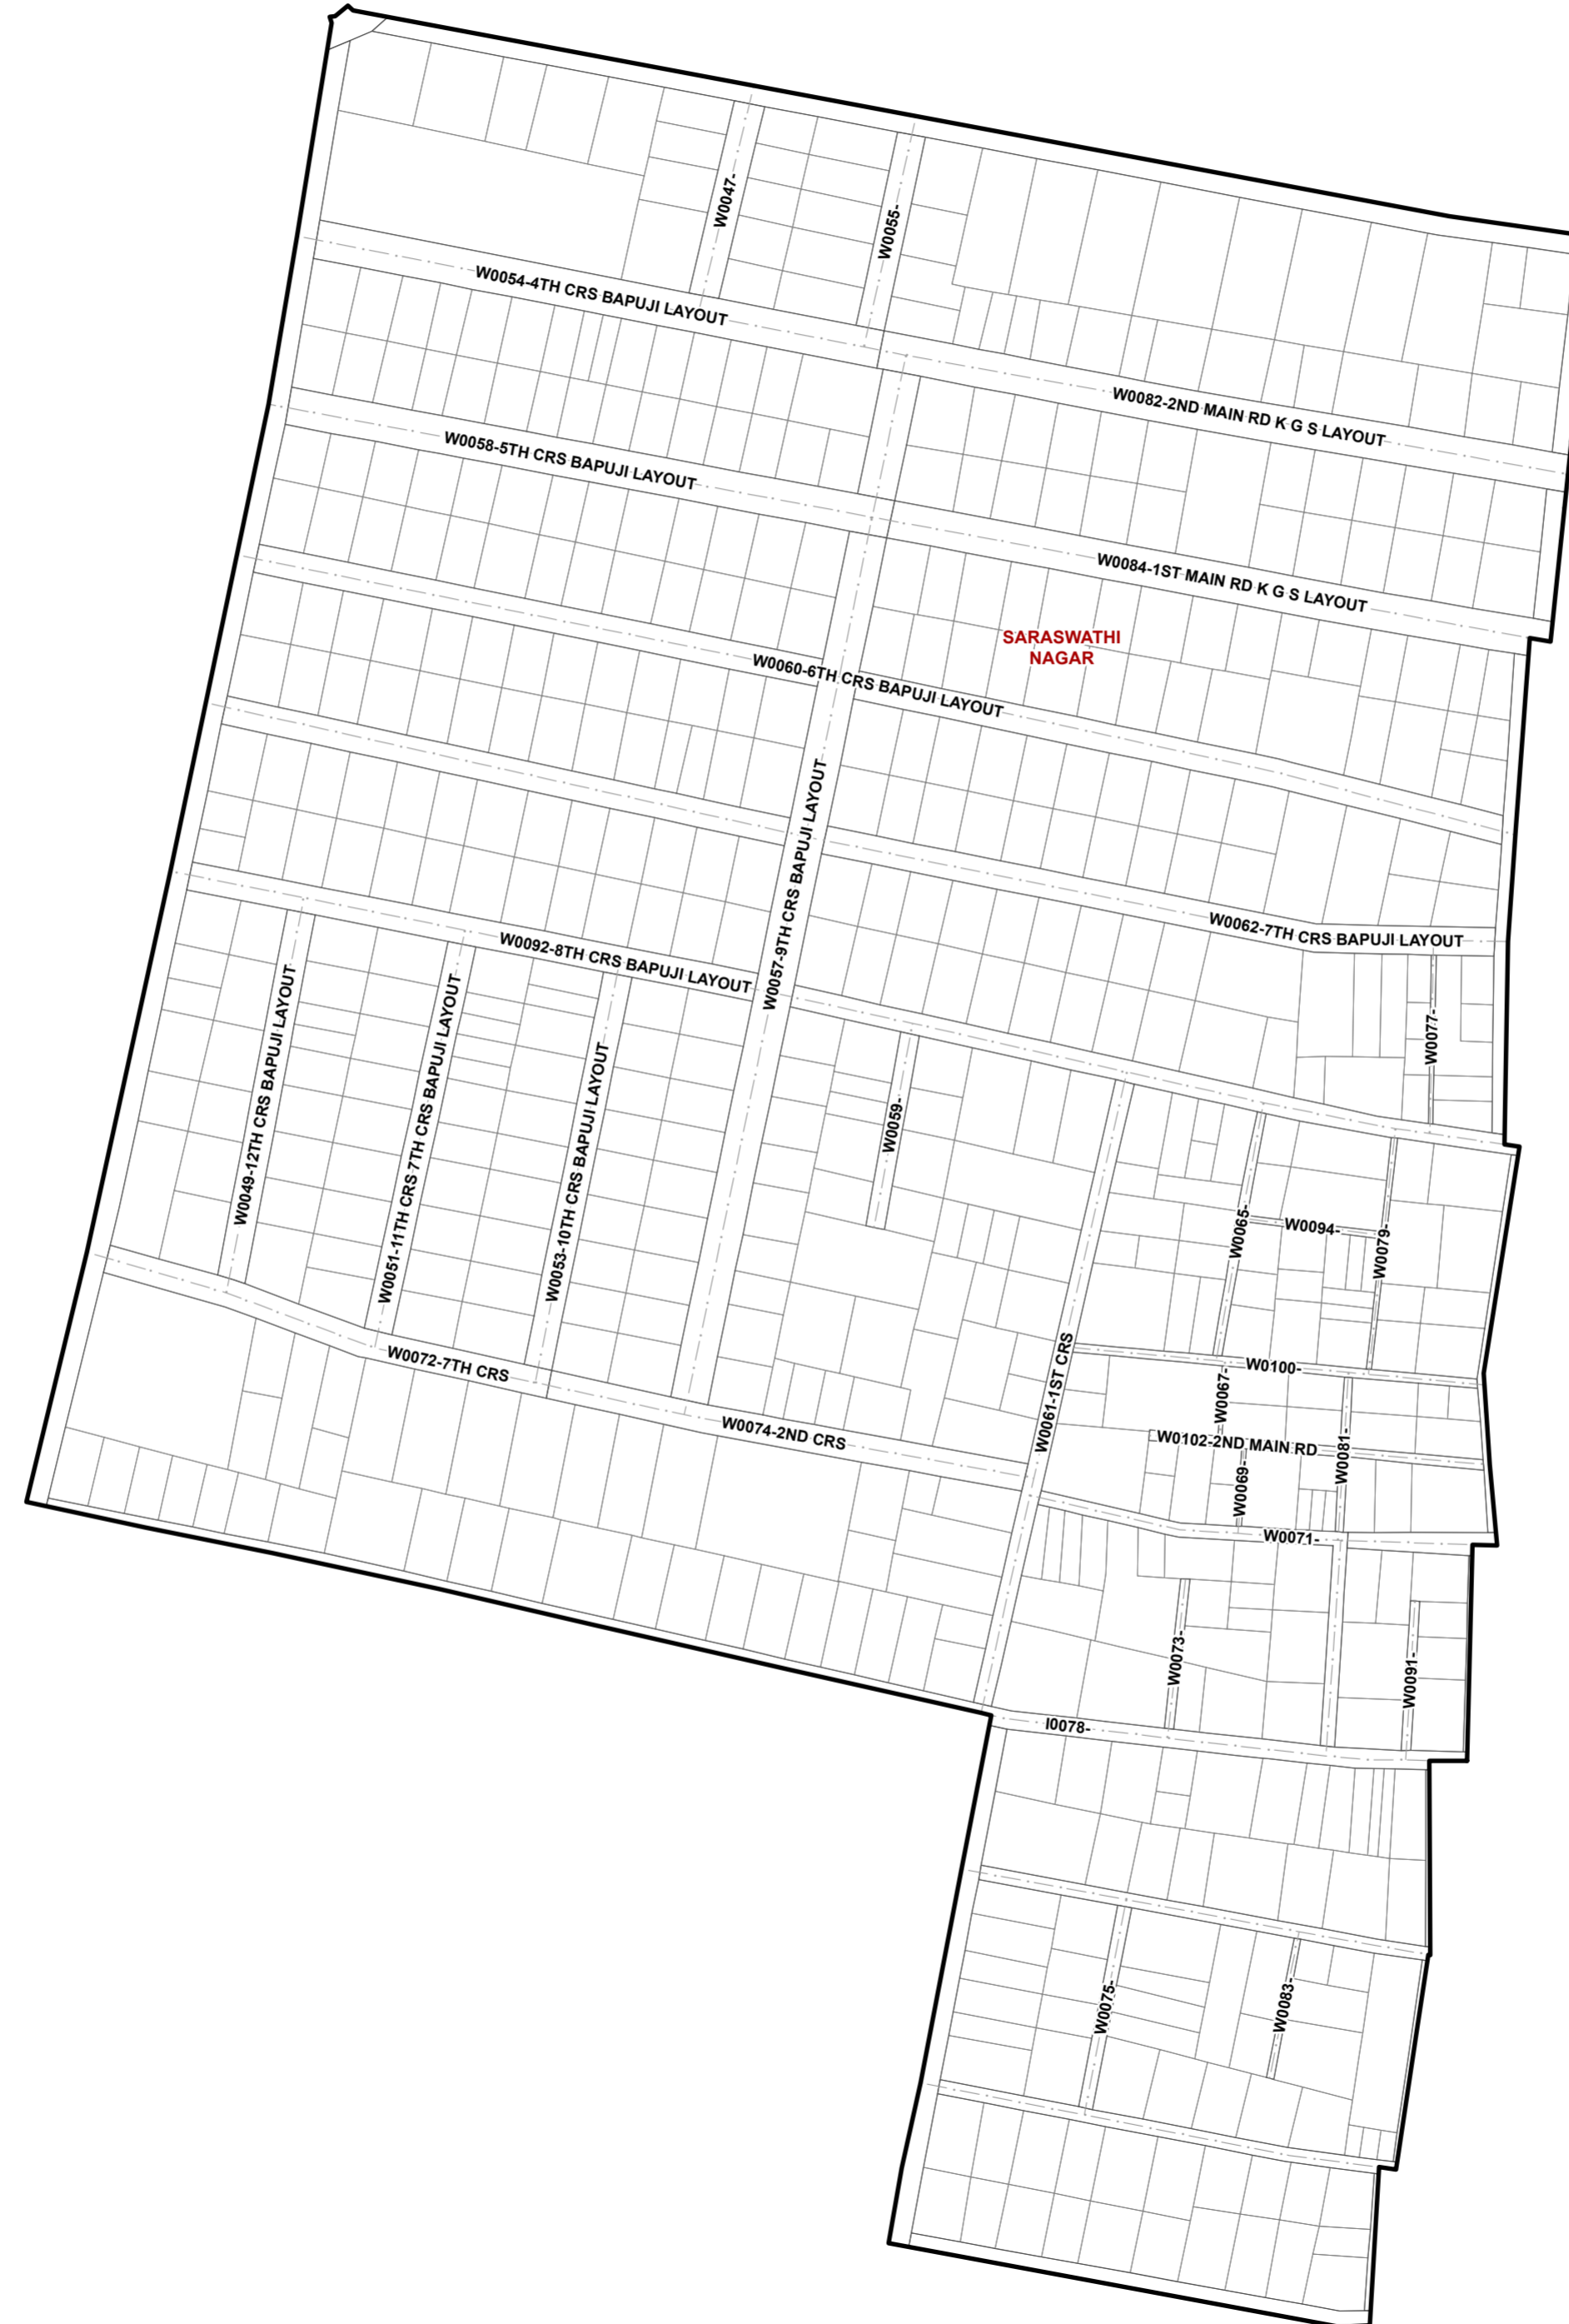 W0047-
W0055-
W0054-4TH CRS BAPUJI LAYOUT
W0082-2ND MAIN RD K G S LAYOUT
W0058-5TH CRS BAPUJI LAYOUT
W0084-1ST MAIN RD K G S LAYOUT
SARASWATHI
NAGAR
W0060-6TH CRS BAPUJI LAYOUT
W0057-9TH CRS BAPUJI LAYOUT
W0062-7TH CRS BAPUJI LAYOUT
W0092-8TH CRS BAPUJI LAYOUT
W0049-12TH CRS BAPUJI LAYOUT
W0051-11TH CRS 7TH CRS BAPUJI LAYOUT
W0053-10TH CRS BAPUJI LAYOUT
W0077-
W0059-
W0065-
W0094-
W0079-
W0072-7TH CRS
W0061-1ST CRS
W0100-
W0067-
W0074-2ND CRS
W0102-2ND MAIN RD
W0081-
W0069-
W0071-
W0073-
W0091-
I0078-
W0075-
W0083-